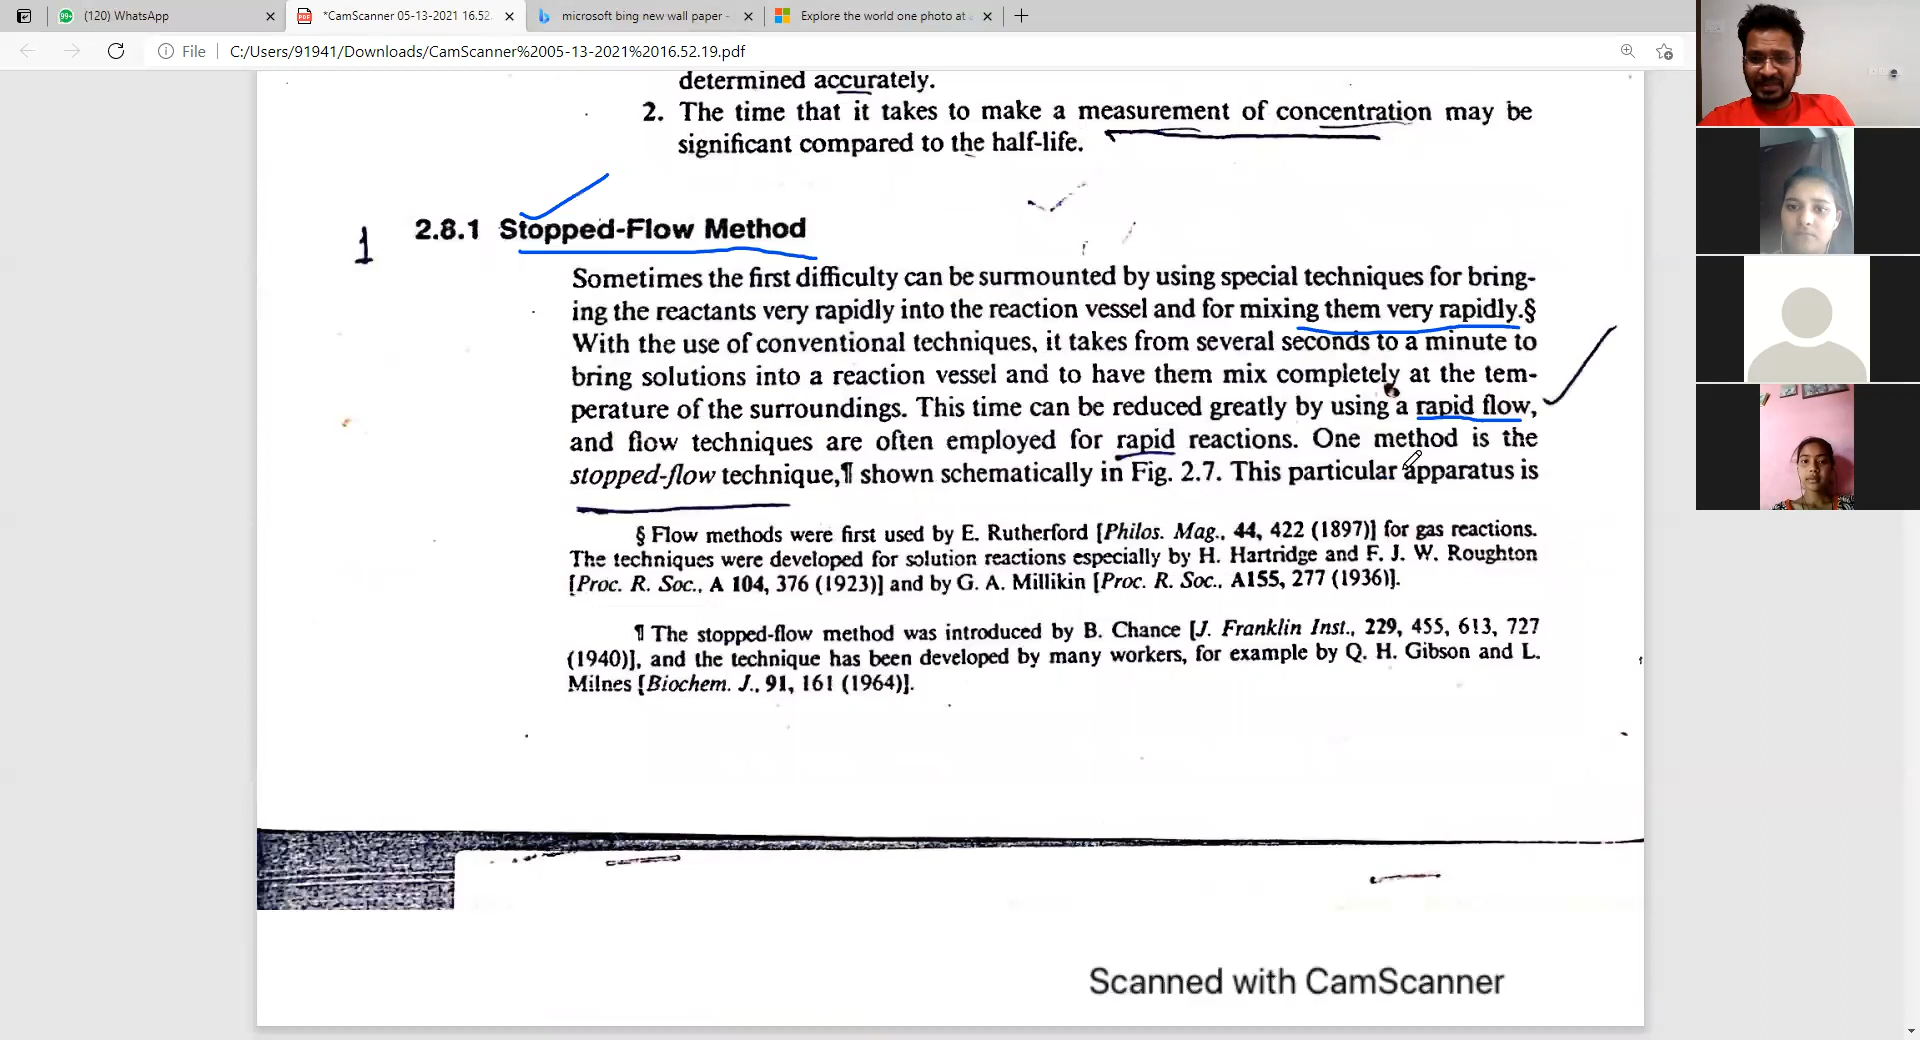 99+ (120) WhatsApp
*CamScanner 05-13-2021 16.52.
microsoft bing new wall paper -
Explore the world one photo at a
File C:/Users/91941/Downloads/CamScanner%2005-13-2021%2016.52.19.pdf
determined accurately.
2. The time that it takes to make a measurement of concentration may be
significant compared to the half-life.
1
2.8.1 Stopped-Flow Method
Sometimes the first difficulty can be surmounted by using special techniques for bring-
ing the reactants very rapidly into the reaction vessel and for mixing them very rapidly.§
With the use of conventional techniques, it takes from several seconds to a minute to
bring solutions into a reaction vessel and to have them mix completely at the tem-
perature of the surroundings. This time can be reduced greatly by using a rapid flow,
and flow techniques are often employed for rapid reactions. One method is the
stopped-flow technique,¶ shown schematically in Fig. 2.7. This particular apparatus is
§ Flow methods were first used by E. Rutherford [Philos. Mag., 44, 422 (1897)] for gas reactions.
The techniques were developed for solution reactions especially by H. Hartridge and F. J. W. Roughton
[Proc. R. Soc., A 104, 376 (1923)] and by G. A. Millikin [Proc. R. Soc., A155, 277 (1936)].
¶ The stopped-flow method was introduced by B. Chance [J. Franklin Inst., 229, 455, 613, 727
(1940)], and the technique has been developed by many workers, for example by Q. H. Gibson and L.
Milnes [Biochem. J., 91, 161 (1964)].
Scanned with CamScanner